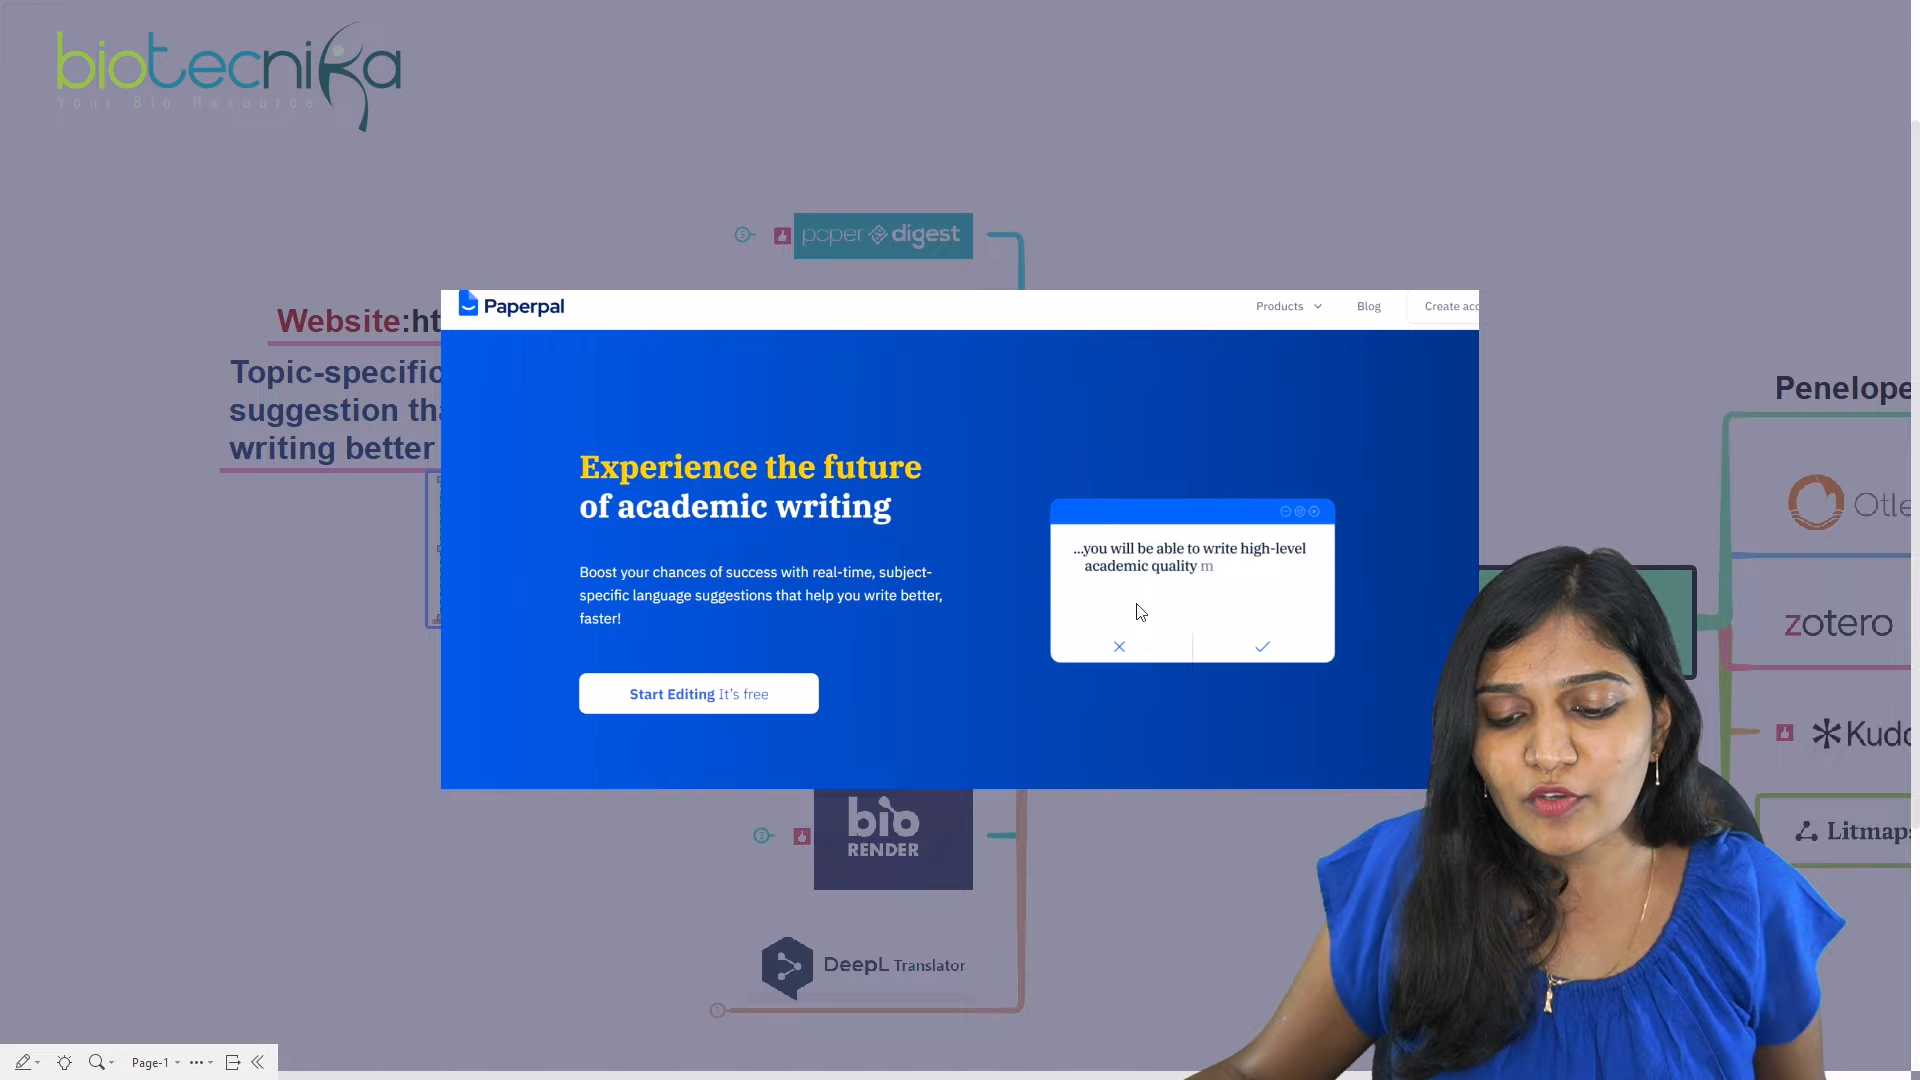 biotecnika
Your Bio Resource
paper digest
Website:ht
Topic-specific
suggestion tha
writing better
Paperpal
Products
Blog
Create acc
Experience the future
of academic writing
Boost your chances of success with real-time, subject-
specific language suggestions that help you write better,
faster!
Start Editing It's free
...you will be able to write high-level
academic quality m
Penelope
Otle
zotero
Kudo
Litmaps
bio
RENDER
DeepL Translator
Page-1